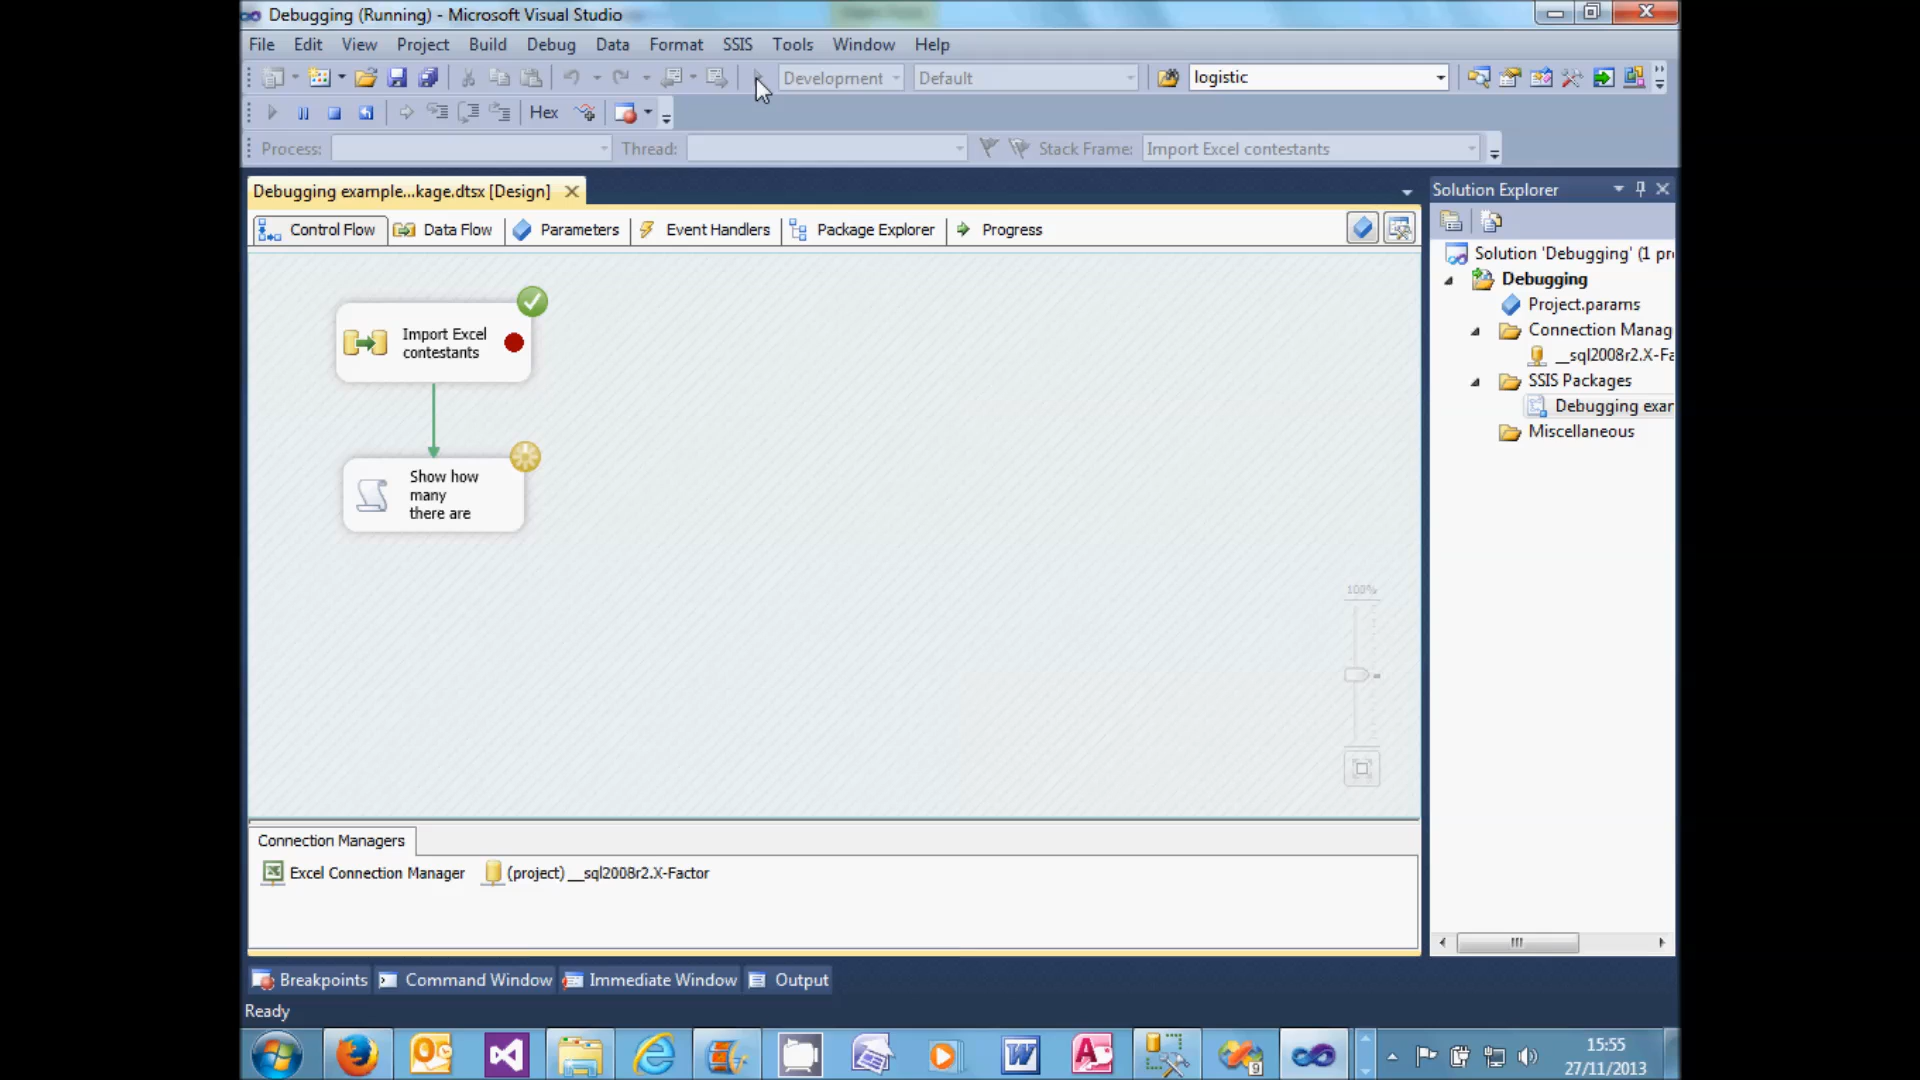 Debugging (Running) - Microsoft Visual Studio
File Edit View Project Build Debug Data Format SSIS Tools Window Help
Development Default logistic
Hex
Process: Thread: Stack Frame: Import Excel contestants
Debugging example...kage.dtsx [Design]
Control Flow Data Flow Parameters Event Handlers Package Explorer Progress
Import Excel
contestants
Show how
many
there are
100%
Connection Managers
Excel Connection Manager (project) __sql2008r2.X-Factor
Solution Explorer
Solution 'Debugging' (1 pr
Debugging
Project.params
Connection Manag
__sql2008r2.X-Fa
SSIS Packages
Debugging exar
Miscellaneous
Breakpoints Command Window Immediate Window Output
Ready
15:55
27/11/2013